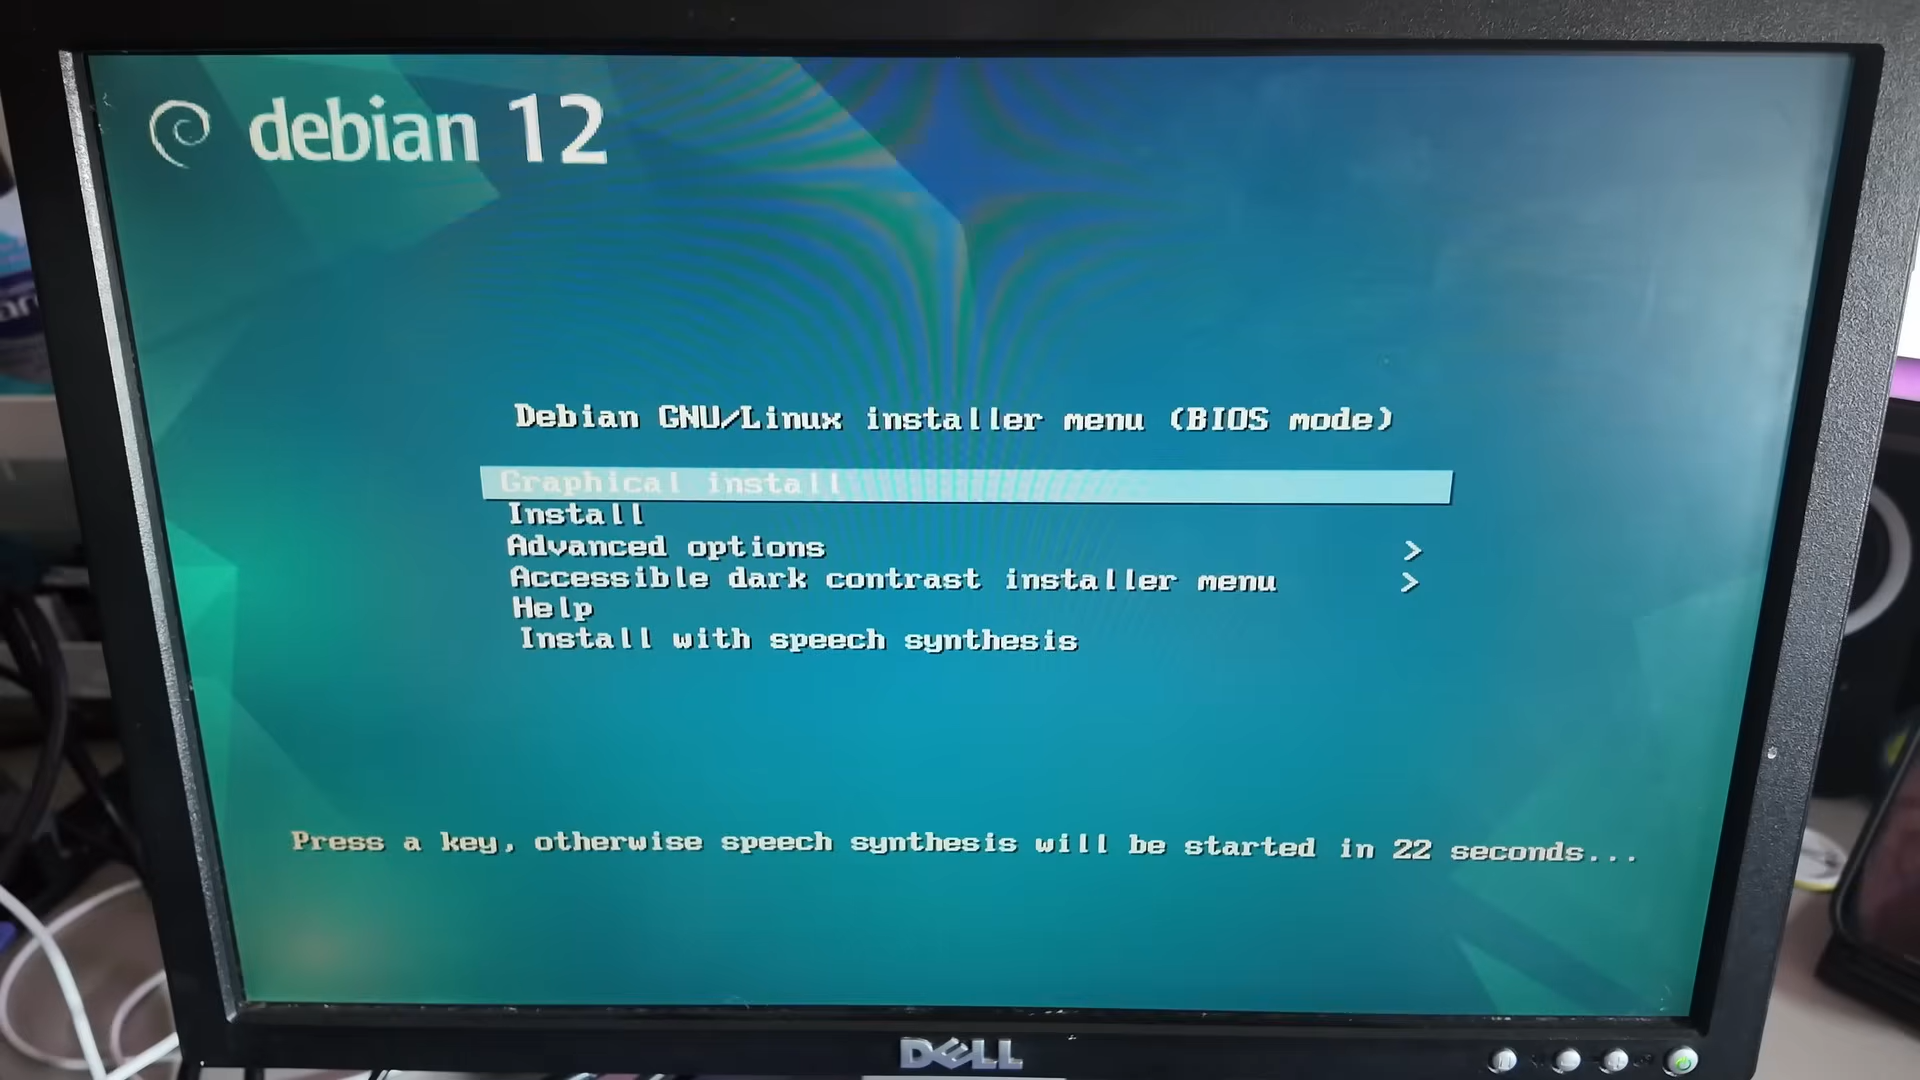 debian 12
Debian GNU/Linux installer menu (BIOS mode)
Graphical install
Install
Advanced options >
Accessible dark contrast installer menu >
Help
Install with speech synthesis
Press a key, otherwise speech synthesis will be started in 22 seconds...
DELL